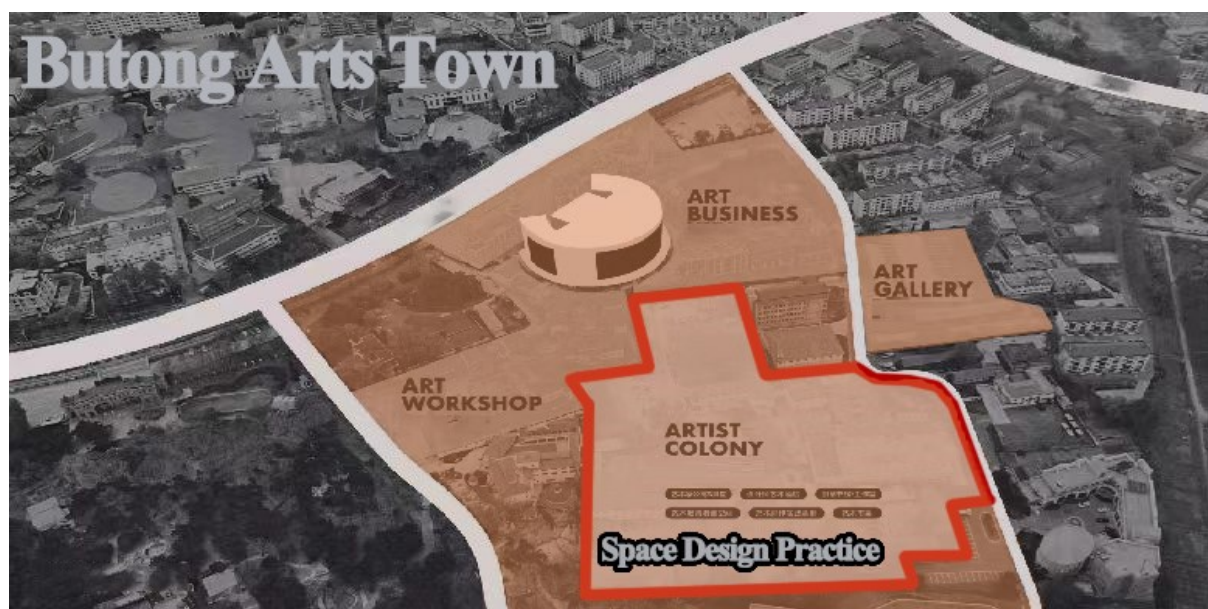 Butong Arts Town
ART
BUSINESS
ART
GALLERY
ART
WORKSHOP
ARTIST
COLONY
Space Design Practice